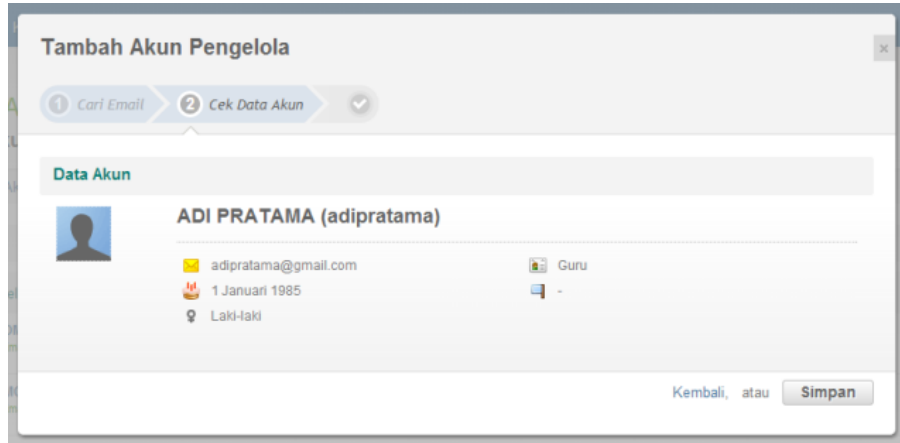 Tambah Akun Pengelola
×
1 Cari Email 2 Cek Data Akun
Data Akun
ADI PRATAMA (adipratama)
adipratama@gmail.com Guru
1 Januari 1985 -
Laki-laki
Kembali, atau Simpan